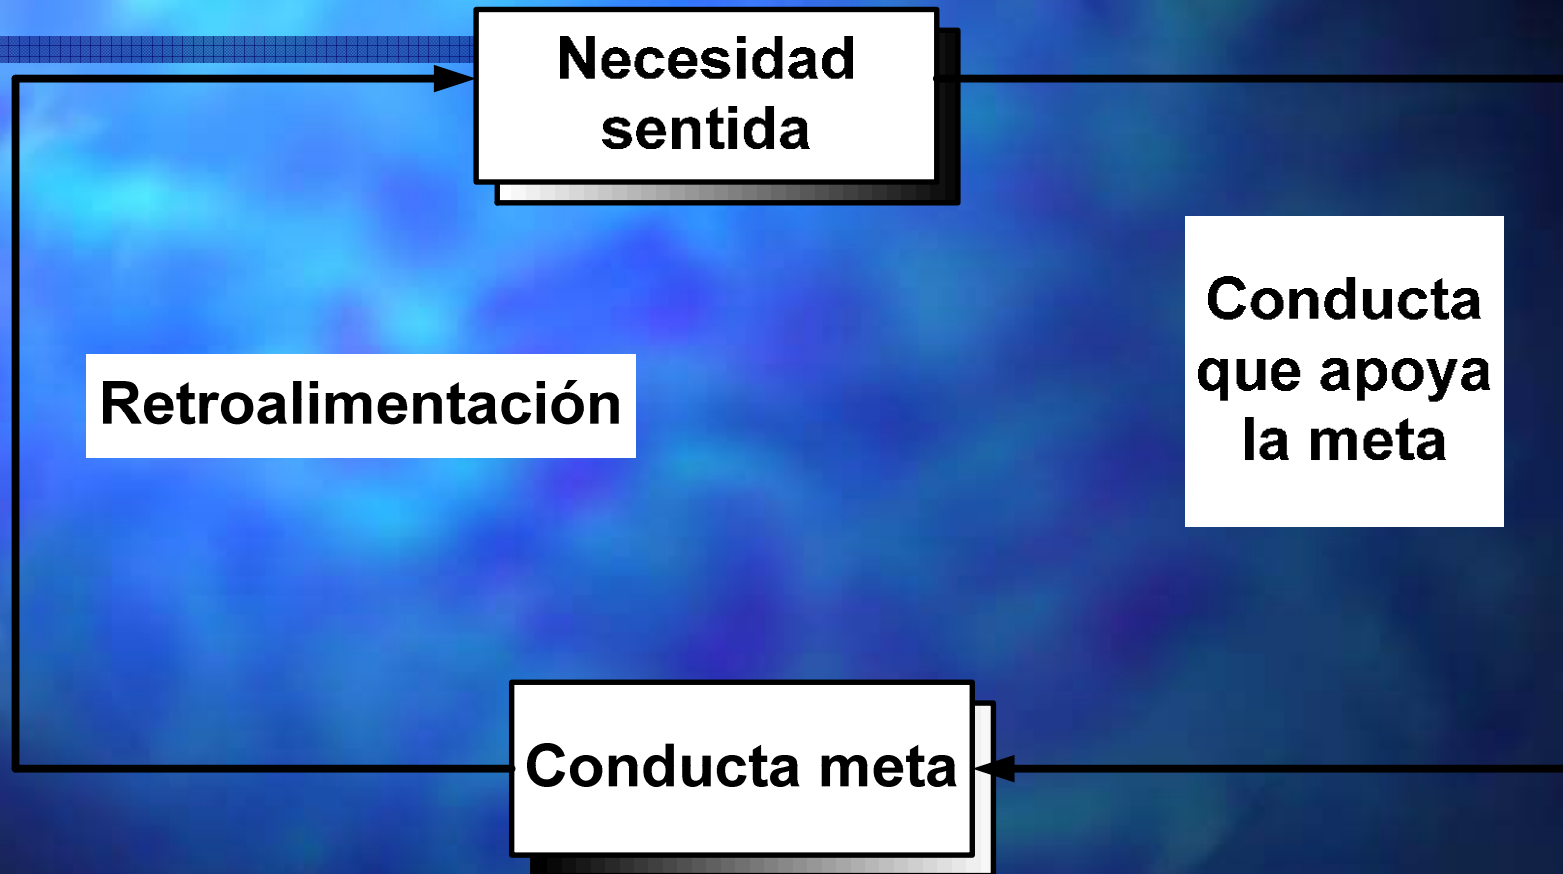 Necesidad
sentida
Conducta
que apoya
la meta
Retroalimentación
Conducta meta